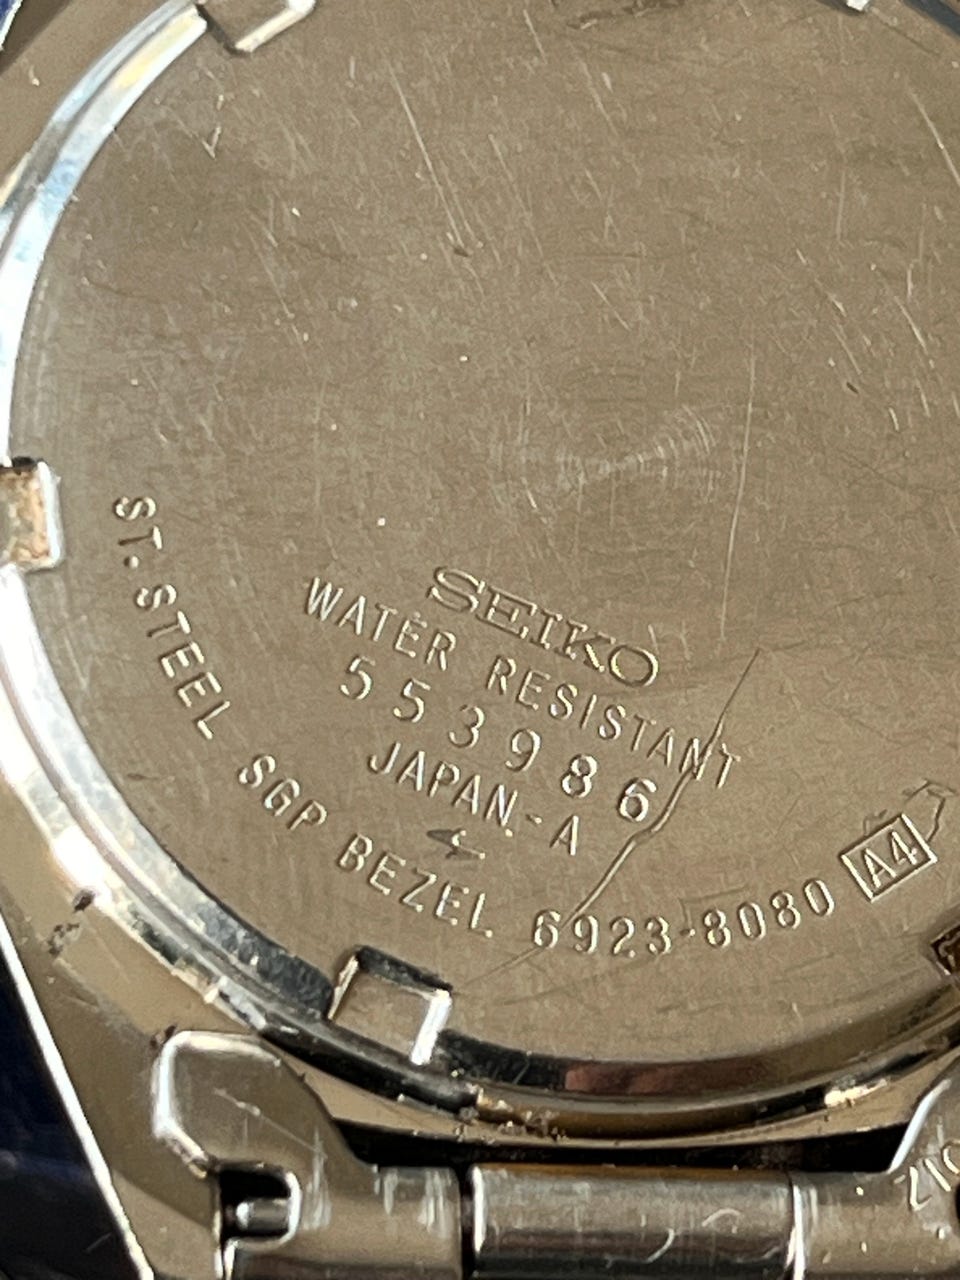 SEIKO
WATER RESISTANT
553986
JAPAN-A
ST.STEEL SGP BEZEL 6923-8080 A4